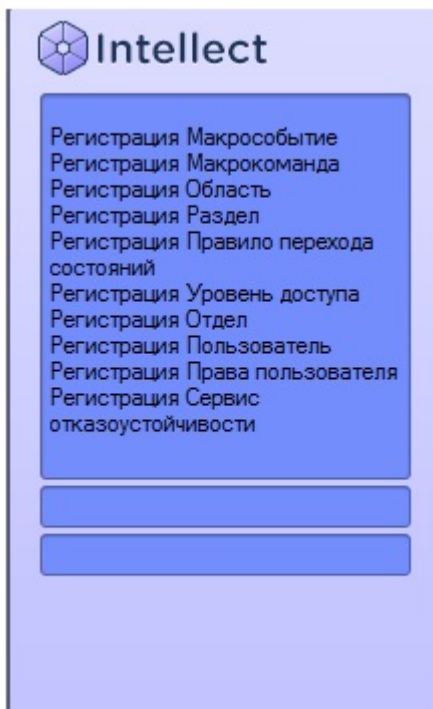 Intellect
Регистрация Макрособытие
Регистрация Макрокоманда
Регистрация Область
Регистрация Раздел
Регистрация Правило перехода
состояний
Регистрация Уровень доступа
Регистрация Отдел
Регистрация Пользователь
Регистрация Права пользователя
Регистрация Сервис
отказоустойчивости